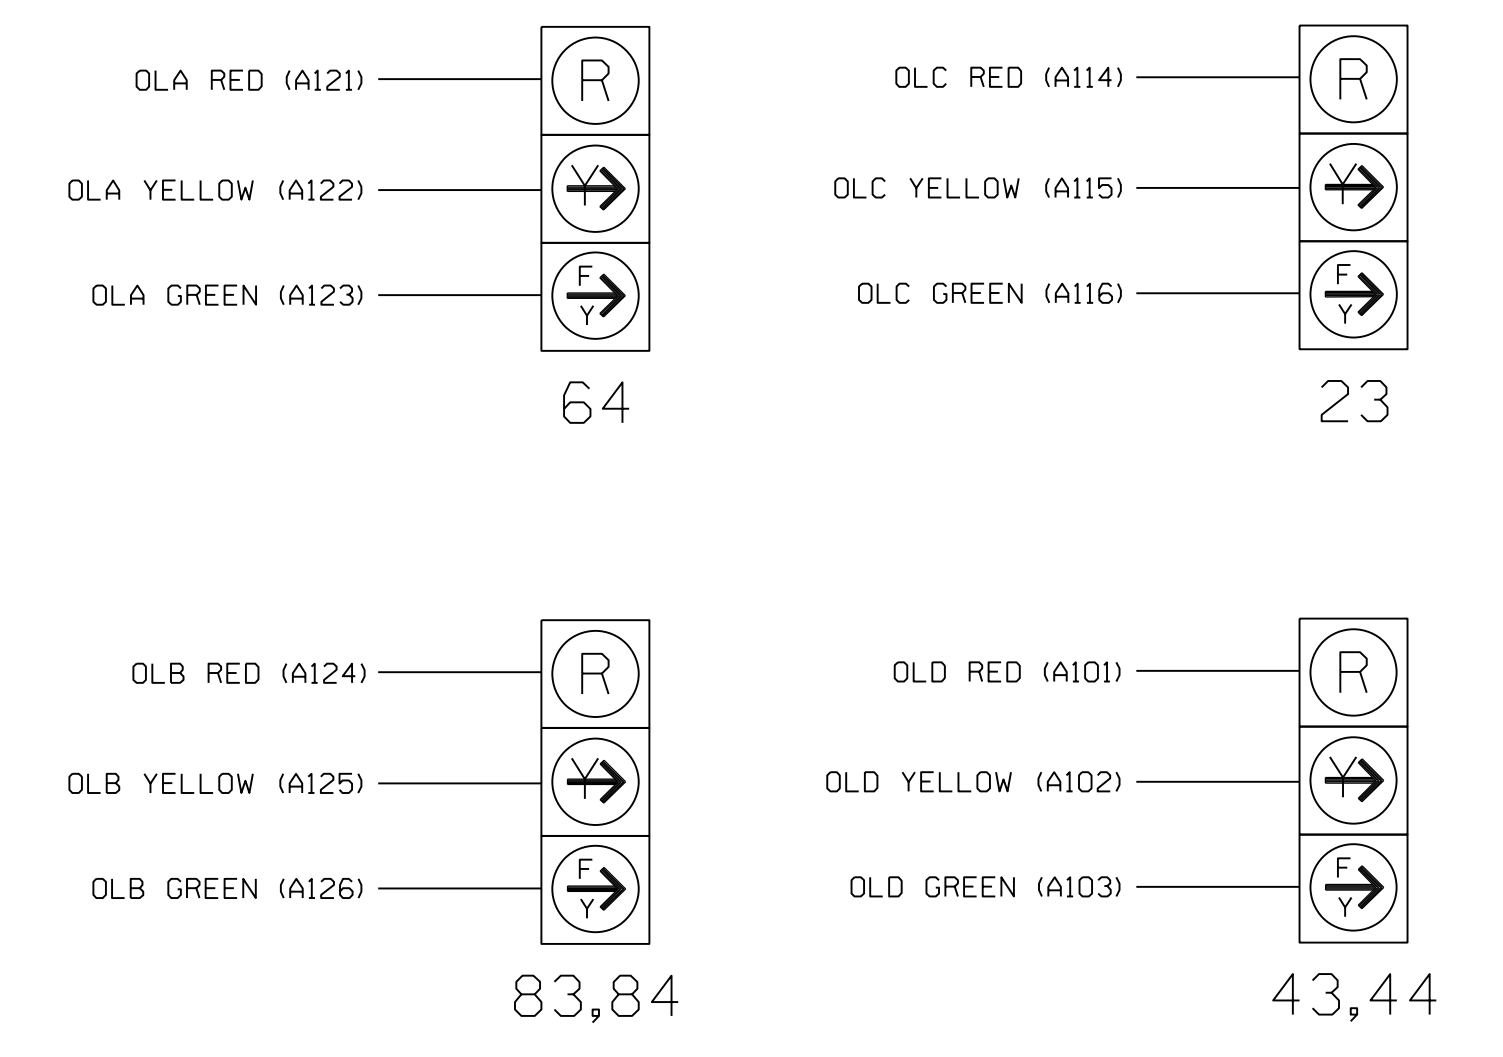 OLA RED (A121) R
OLA YELLOW (A122) Y
OLA GREEN (A123) F
Y
64
OLC RED (A114) R
OLC YELLOW (A115) Y
OLC GREEN (A116) F
Y
23
OLB RED (A124) R
OLB YELLOW (A125) Y
OLB GREEN (A126) F
Y
83,84
OLD RED (A101) R
OLD YELLOW (A102) Y
OLD GREEN (A103) F
Y
43,44